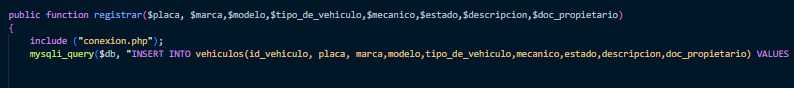 public function registrar($placa, $marca,$modelo,$tipo_de_vehiculo,$mecanico,$estado,$descripcion,$doc_propietario)
{
include ("conexion.php");
mysqli_query($db, "INSERT INTO vehiculos(id_vehiculo, placa, marca,modelo,tipo_de_vehiculo,mecanico,estado,descripcion,doc_propietario) VALUES